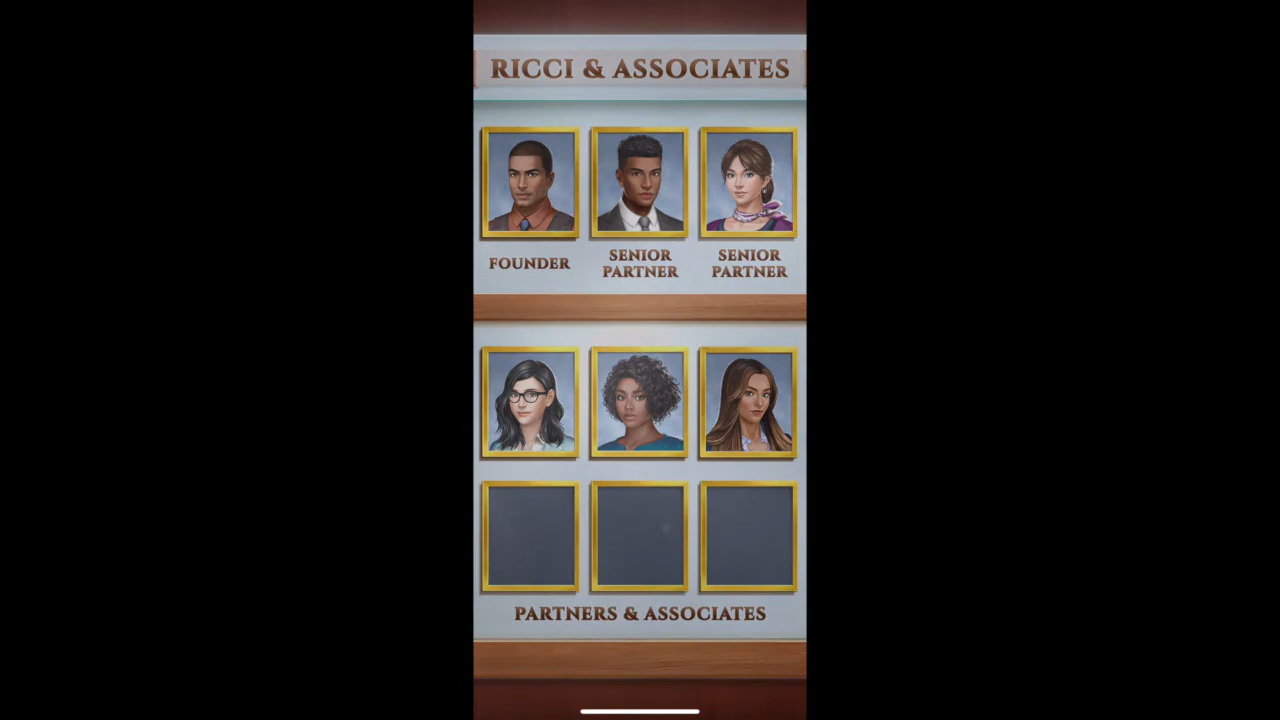 RICCI & ASSOCIATES
FOUNDER
SENIOR
PARTNER
SENIOR
PARTNER
PARTNERS & ASSOCIATES